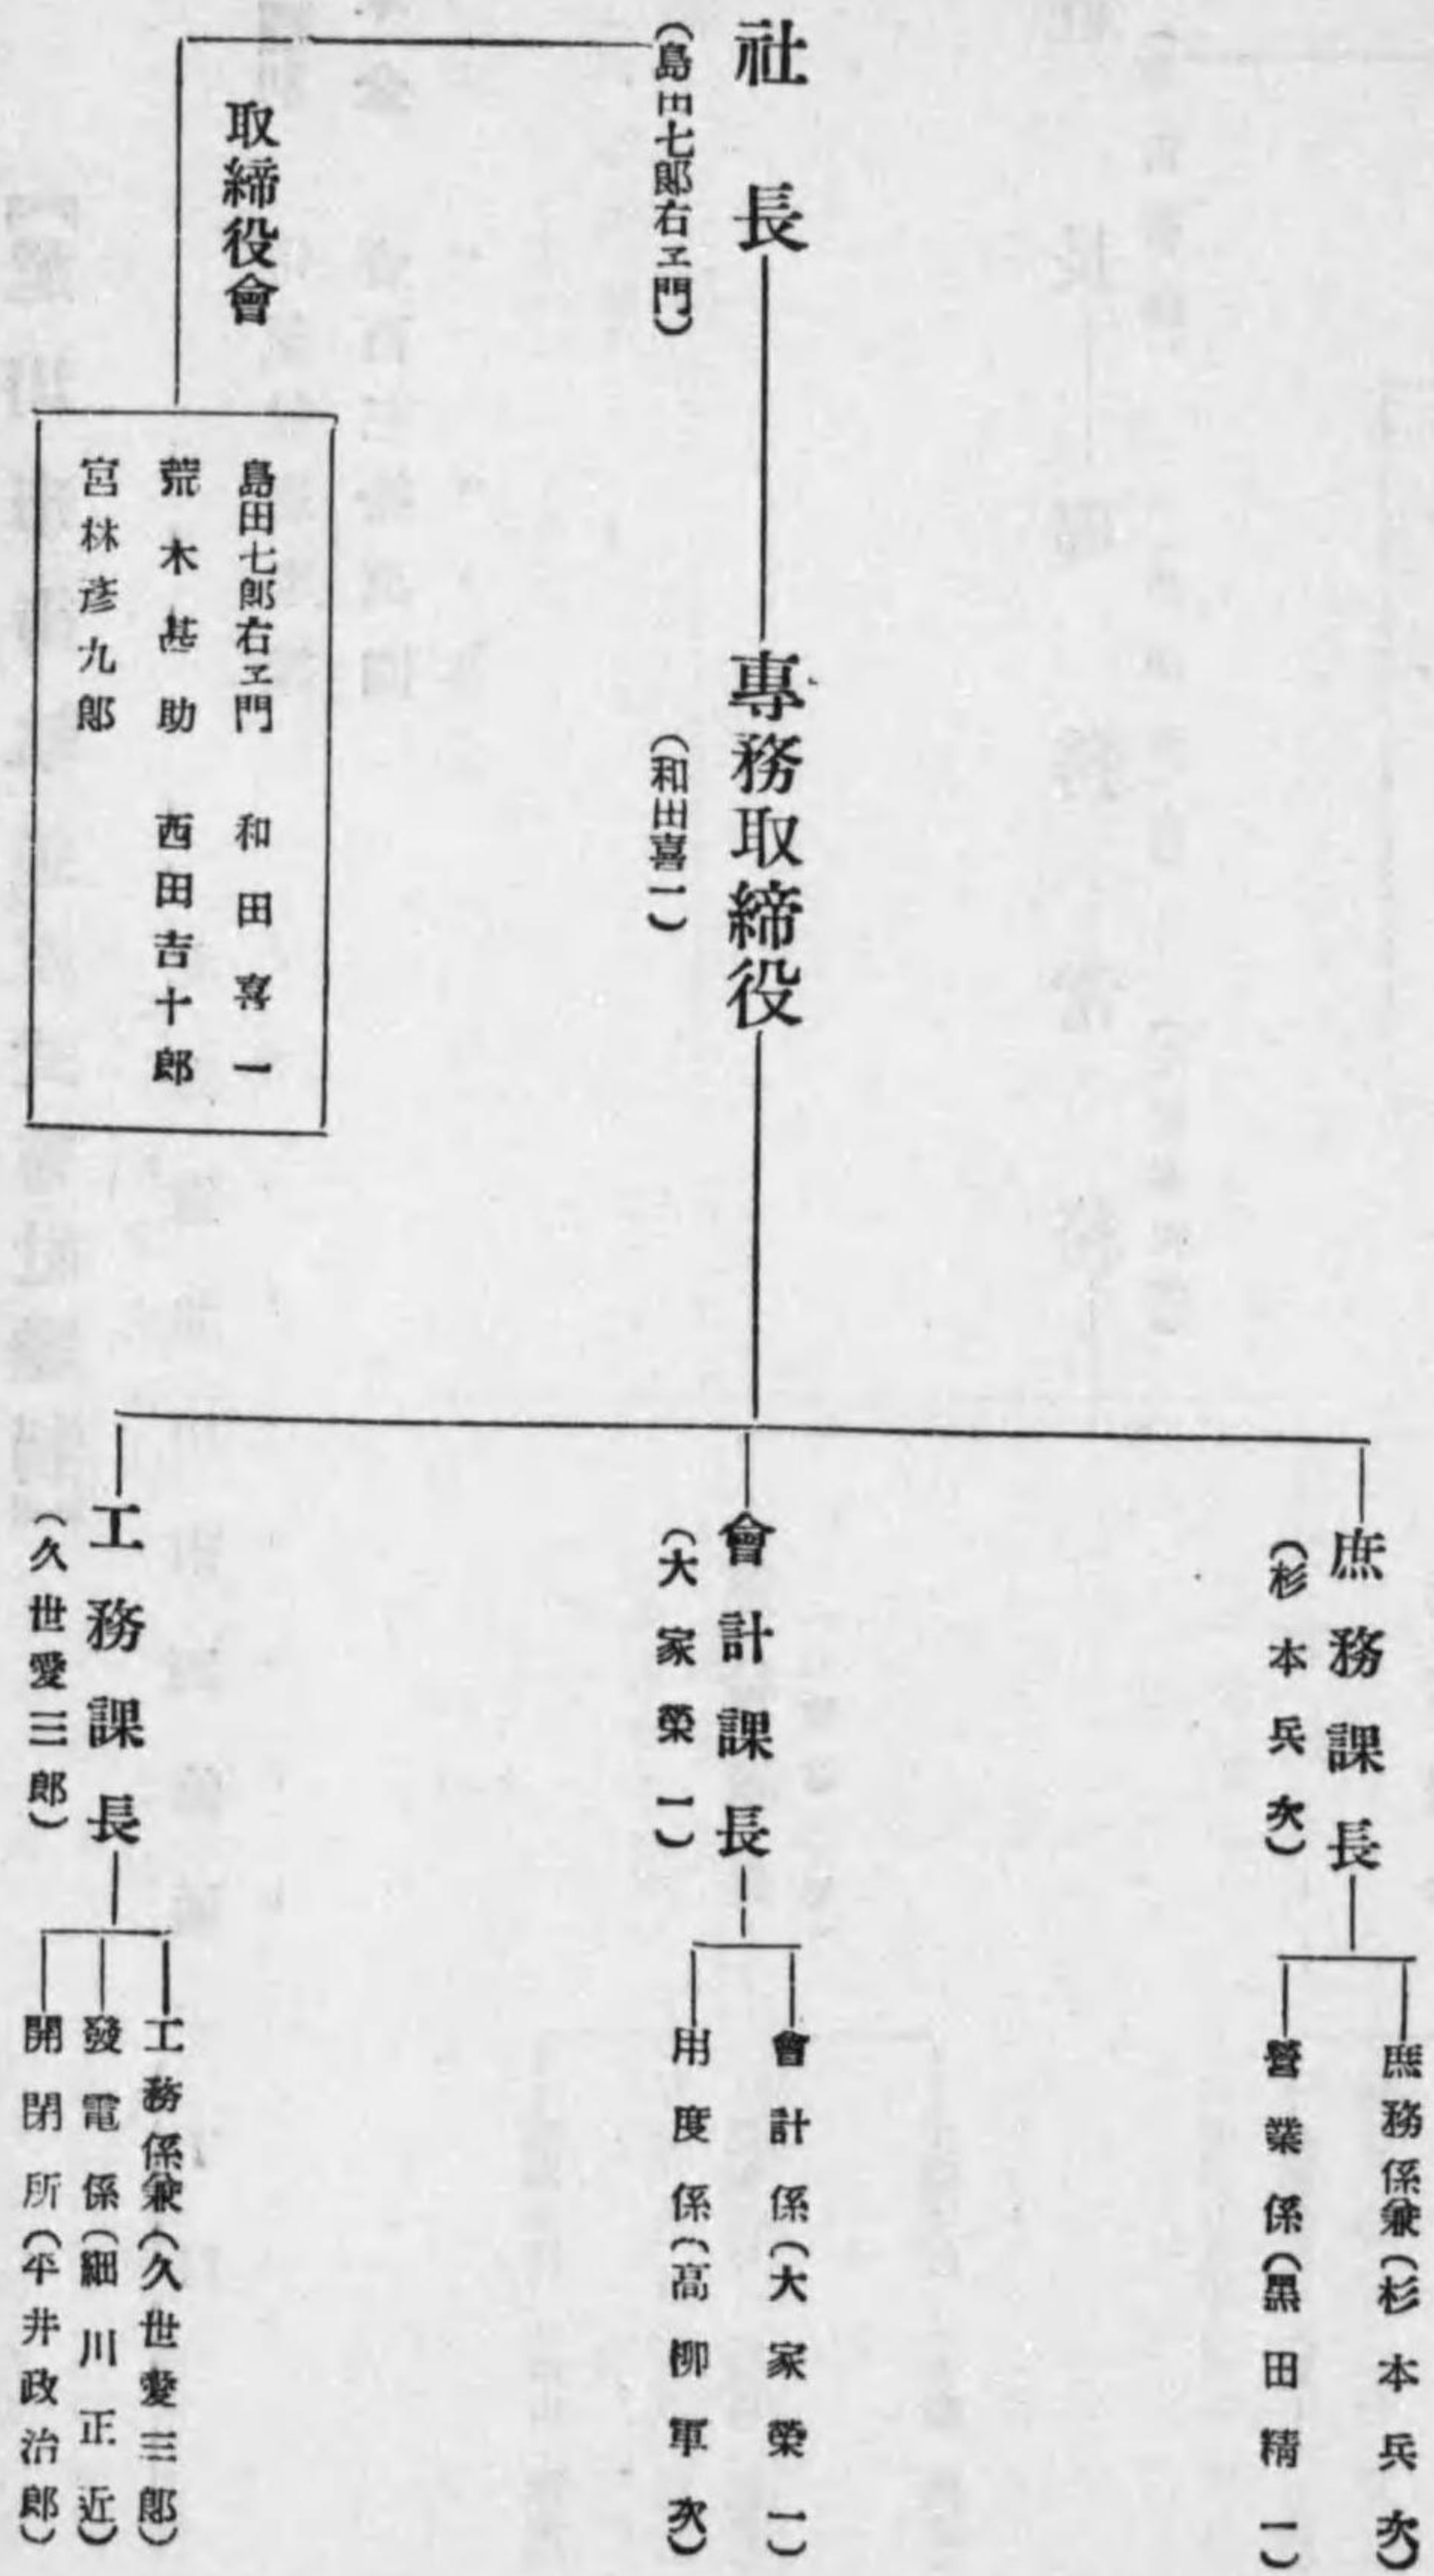 社長
(島田七郎右ヱ門)
取締役會
島田七郎右ヱ門 和田喜一
荒木甚助 西田吉十郎
宮林彦九郎
專務取締役
(和田喜一)
庶務課長
(杉本兵次)
庶務係兼(杉本兵次)
營業係(黒田精一)
會計課長
(大家榮一)
會計係(大家榮一)
用度係(高柳軍次)
工務課長
(久世愛三郎)
工務係兼(久世愛三郎)
發電係(細川正近)
開閉所(平井政治郎)